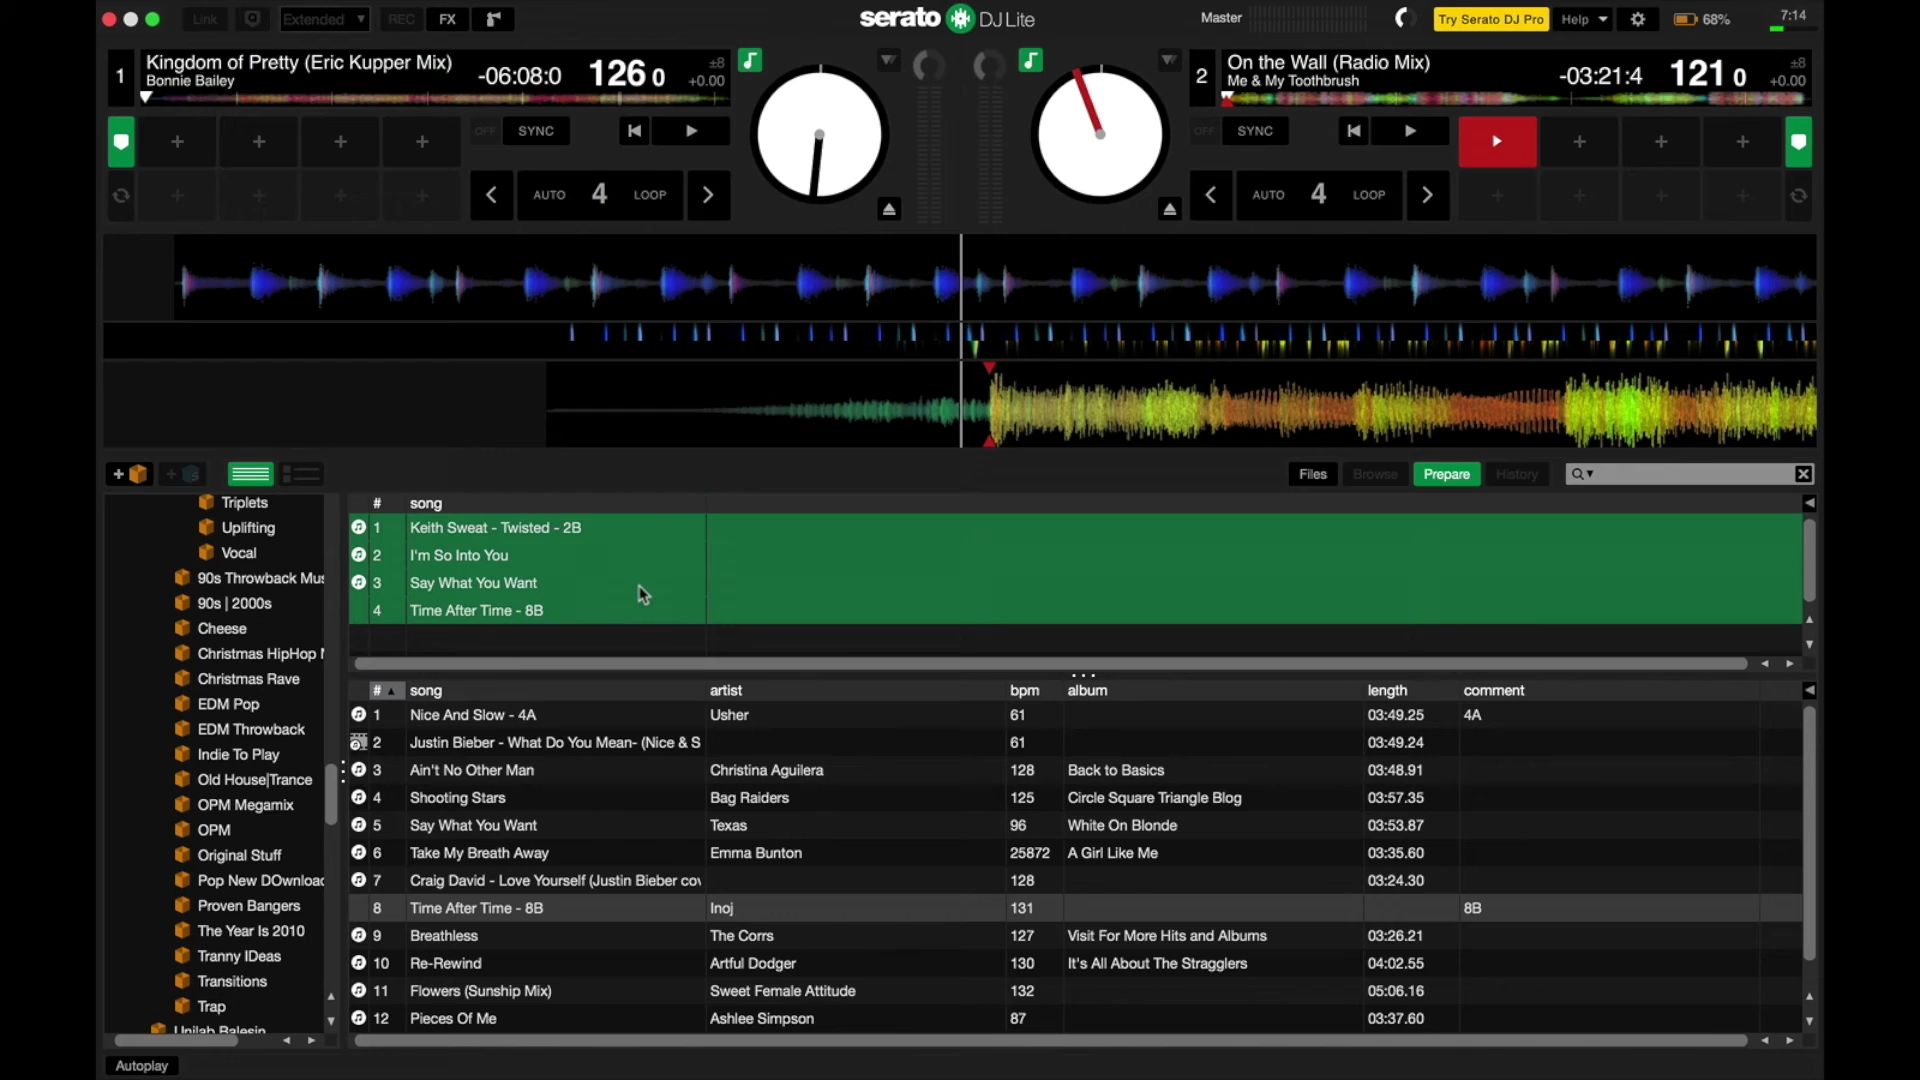 Link Extended REC FX serato DJ Lite Master Try Serato DJ Pro Help 68% 7:14
1 Kingdom of Pretty (Eric Kupper Mix) -06:08:0 126 0 ±8
Bonnie Bailey +0.00
2 On the Wall (Radio Mix) -03:21:4 121 0 ±8
Me & My Toothbrush +0.00
OFF SYNC OFF SYNC
AUTO 4 LOOP AUTO 4 LOOP
Files Browse Prepare History
Triplets
Uplifting
Vocal
90s Throwback Mus
90s | 2000s
Cheese
Christmas HipHop
Christmas Rave
EDM Pop
EDM Throwback
Indie To Play
Old House|Trance
OPM Megamix
OPM
Original Stuff
Pop New DOwnload
Proven Bangers
The Year Is 2010
Tranny IDeas
Transitions
Trap
Unilab Balesin
# song
1 Keith Sweat - Twisted - 2B
2 I'm So Into You
3 Say What You Want
4 Time After Time - 8B
# song artist bpm album length comment
1 Nice And Slow - 4A Usher 61 03:49.25 4A
2 Justin Bieber - What Do You Mean- (Nice & S 61 03:49.24
3 Ain't No Other Man Christina Aguilera 128 Back to Basics 03:48.91
4 Shooting Stars Bag Raiders 125 Circle Square Triangle Blog 03:57.35
5 Say What You Want Texas 96 White On Blonde 03:53.87
6 Take My Breath Away Emma Bunton 25872 A Girl Like Me 03:35.60
7 Craig David - Love Yourself (Justin Bieber cov 128 03:24.30
8 Time After Time - 8B Inoj 131 8B
9 Breathless The Corrs 127 Visit For More Hits and Albums 03:26.21
10 Re-Rewind Artful Dodger 130 It's All About The Stragglers 04:02.55
11 Flowers (Sunship Mix) Sweet Female Attitude 132 05:06.16
12 Pieces Of Me Ashlee Simpson 87 03:37.60
Autoplay